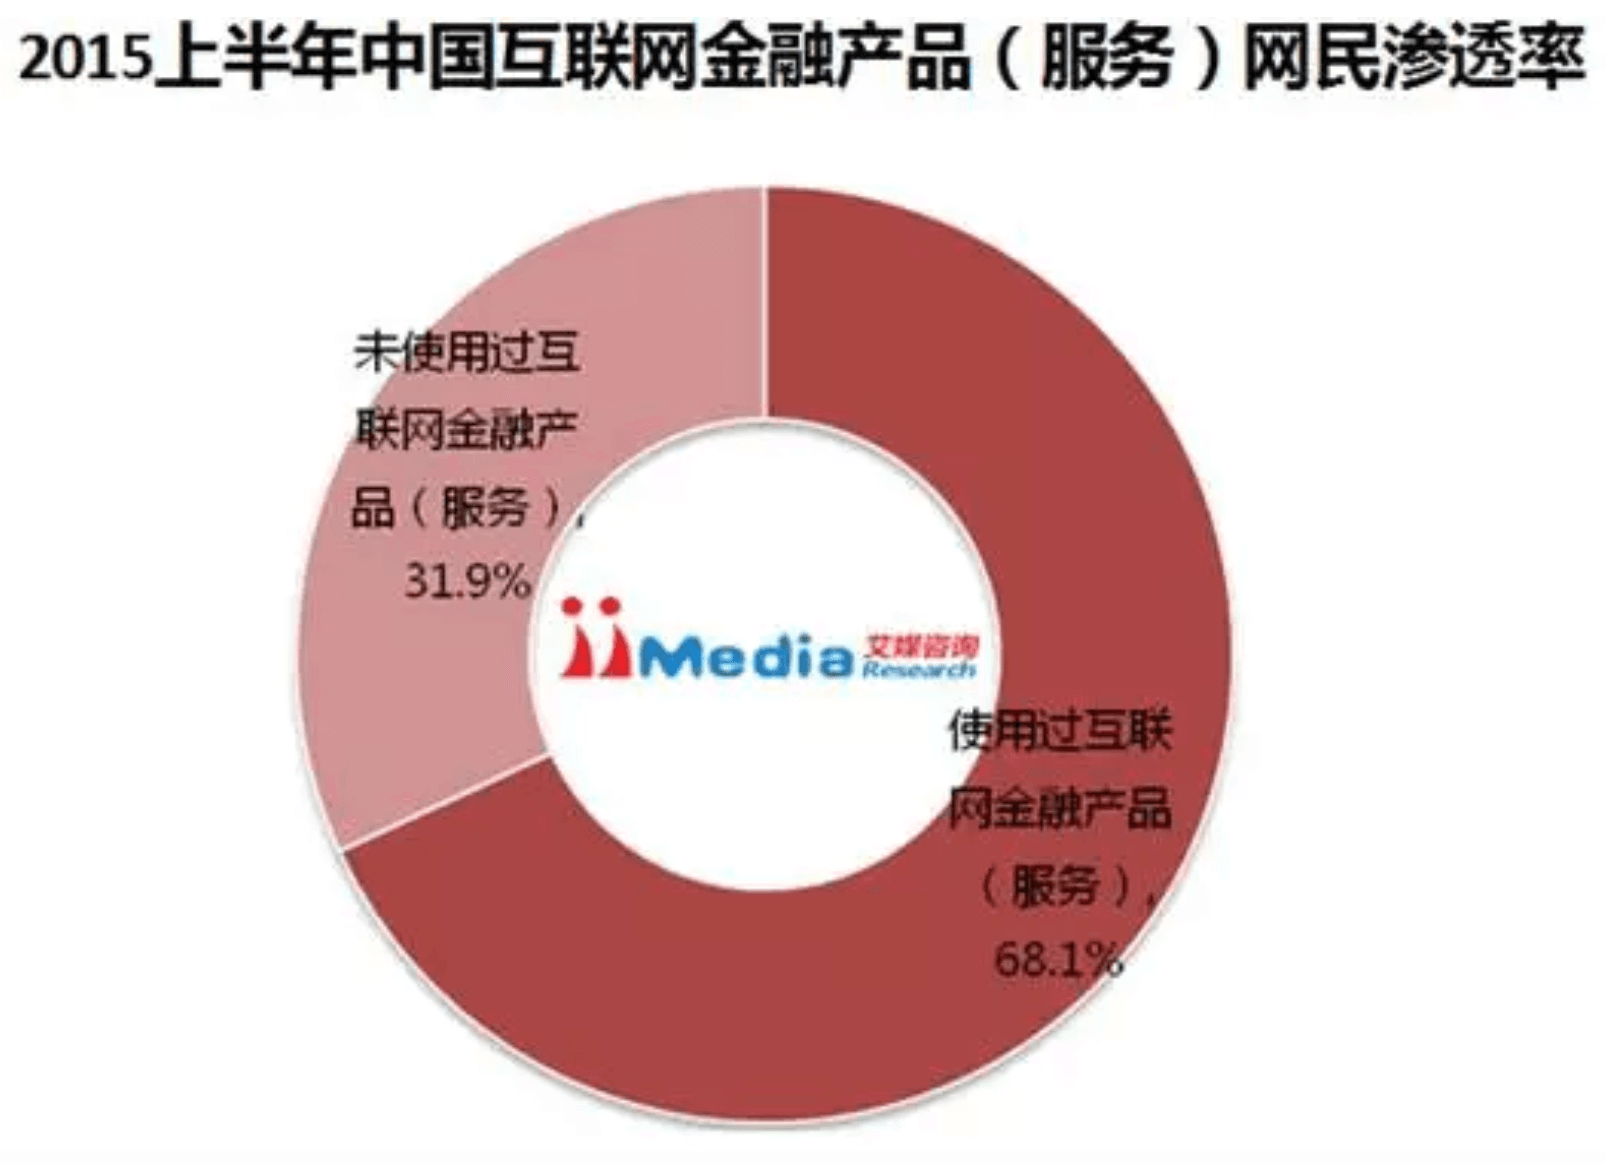 2015上半年中国互联网金融产品（服务）网民渗透率
未使用过互
联网金融产
品（服务）,
31.9%
iiMedia 艾媒咨询
Research
使用过互联
网金融产品
（服务）,
68.1%